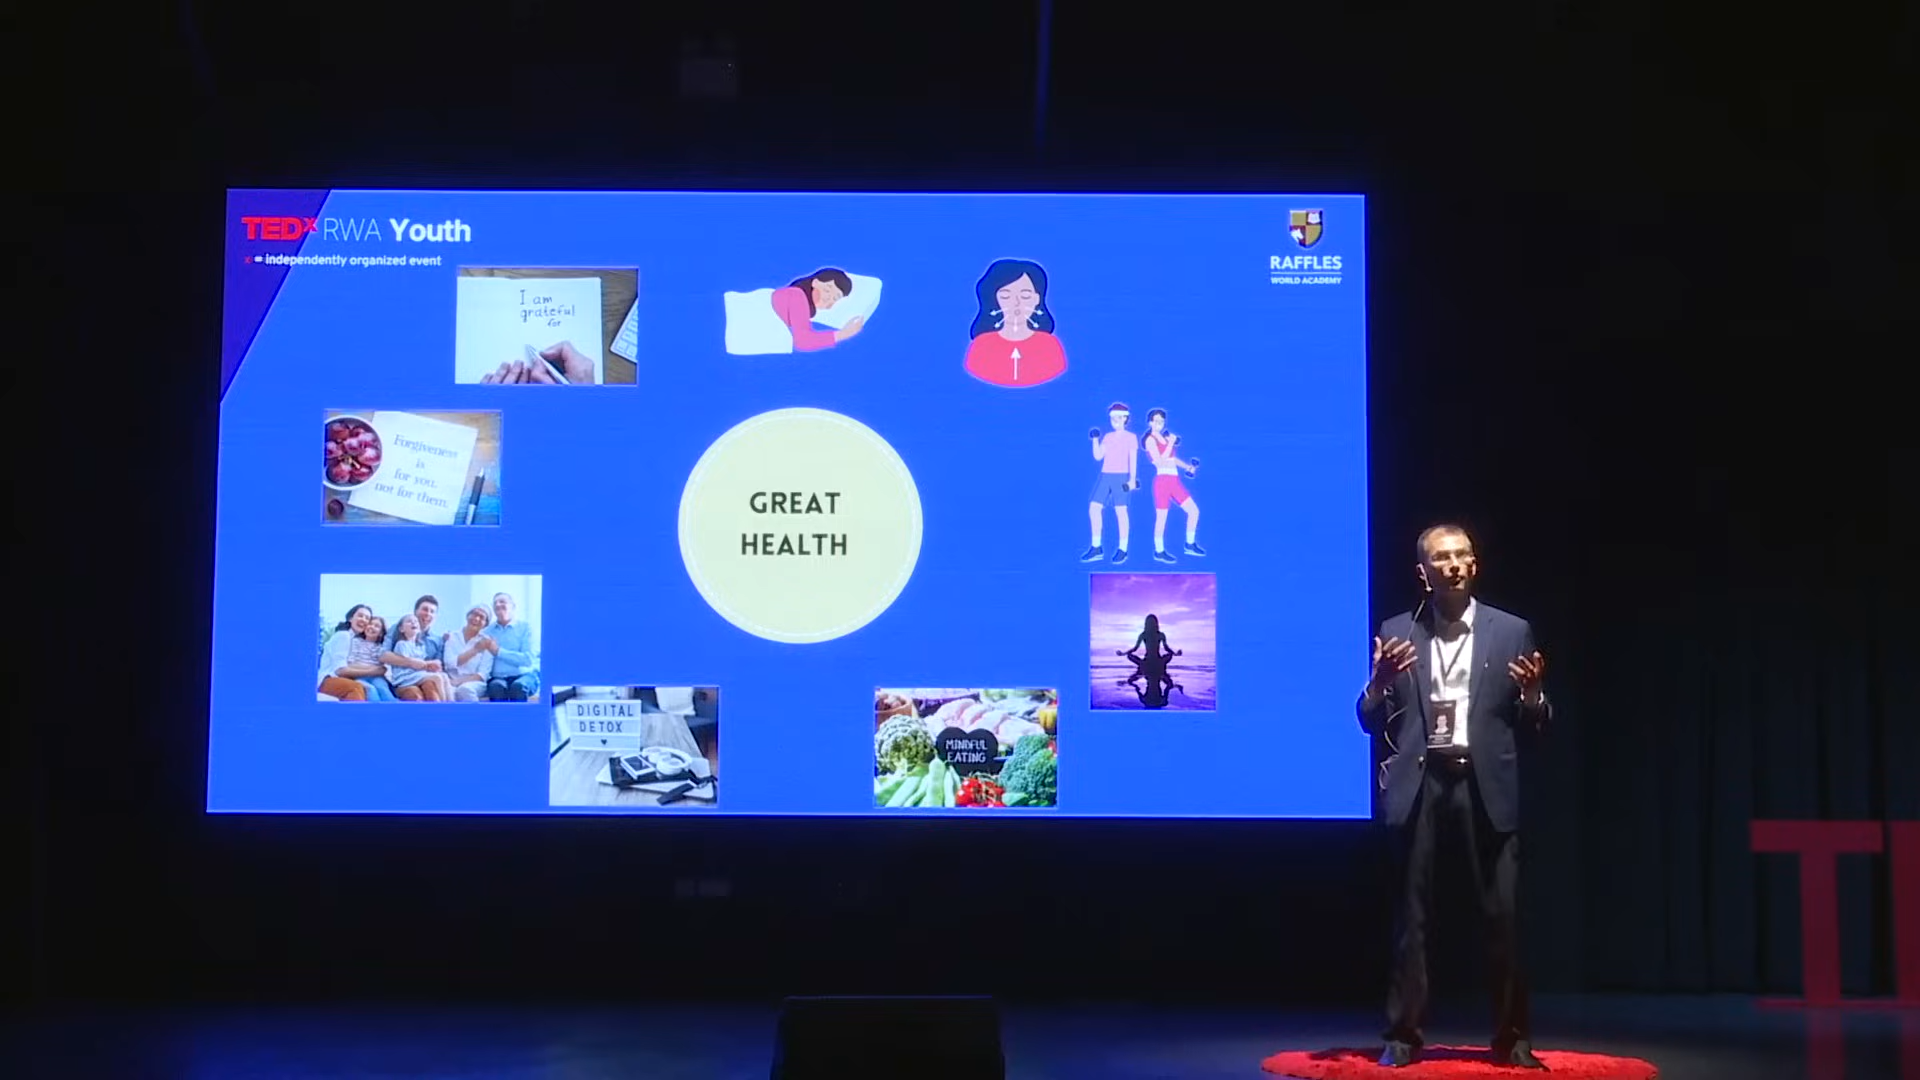 TEDx RWA Youth
x = independently organized event
RAFFLES
WORLD ACADEMY
I am
grateful
for
Forgiveness
is
for you,
not for them.
GREAT
HEALTH
DIGITAL
DETOX
MINDFUL
EATING
T